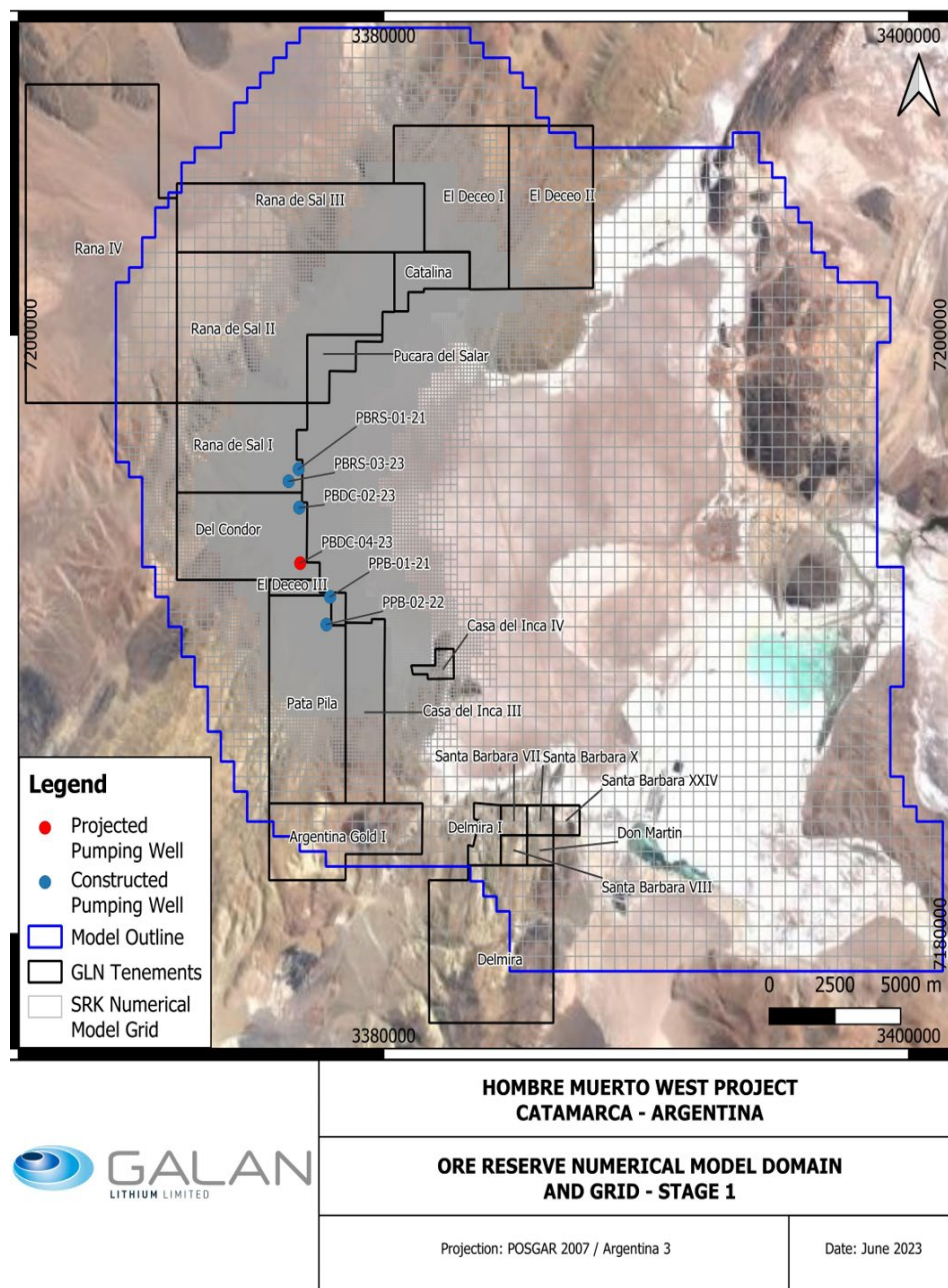 3380000
3400000
El Deceo I
El Deceo II
Rana de Sal III
Rana IV
Catalina
7200000
7200000
Rana de Sal II
Pucara del Salar
PBRS-01-21
Rana de Sal I
PBRS-03-23
PBDC-02-23
Del Condor
PBDC-04-23
PPB-01-21
El Deceo III
PPB-02-22
Casa del Inca IV
Pata Pila
Casa del Inca III
Santa Barbara VII
Santa Barbara X
Santa Barbara XXIV
Delmira I
Don Martin
Argentina Gold I
Santa Barbara VIII
Delmira
7180000
Legend
Projected
Pumping Well
Constructed
Pumping Well
Model Outline
GLN Tenements
SRK Numerical
Model Grid
0 2500 5000 m
3380000
3400000
GALAN
LITHIUM LIMITED
HOMBRE MUERTO WEST PROJECT
CATAMARCA - ARGENTINA
ORE RESERVE NUMERICAL MODEL DOMAIN
AND GRID - STAGE 1
Projection: POSGAR 2007 / Argentina 3
Date: June 2023